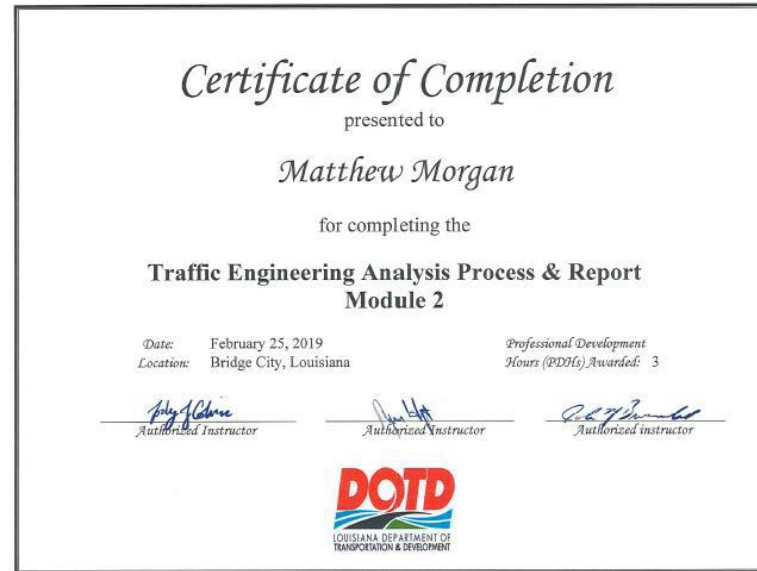 Certificate of Completion
presented to
Matthew Morgan
for completing the
Traffic Engineering Analysis Process & Report
Module 2
Date: February 25, 2019
Location: Bridge City, Louisiana
Professional Development
Hours (PDHs) Awarded: 3
Authorized Instructor
Authorized Instructor
Authorized instructor
DOTD
LOUISIANA DEPARTMENT OF
TRANSPORTATION & DEVELOPMENT